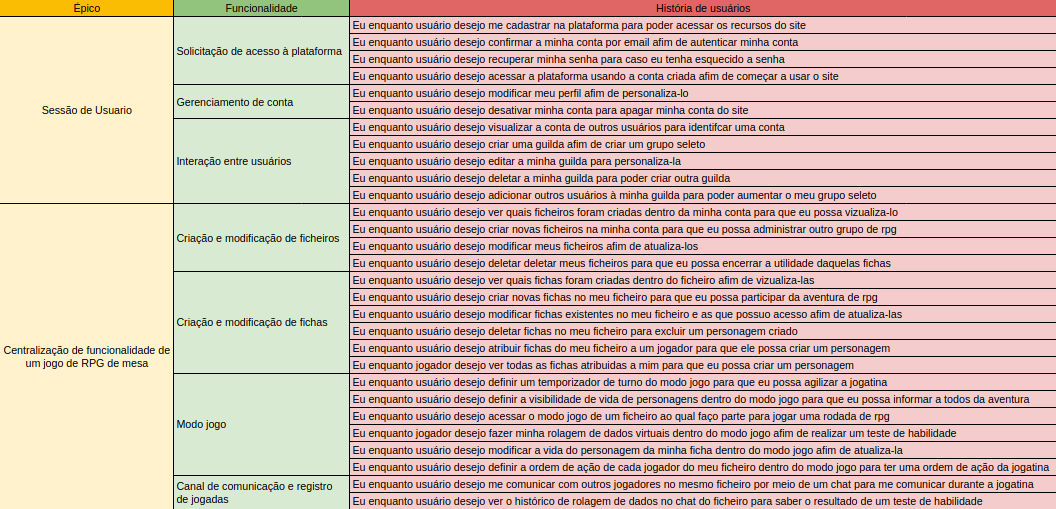 Épico
Funcionalidade
História de usuários
Sessão de Usuario
Solicitação de acesso à plataforma
Eu enquanto usuário desejo me cadastrar na plataforma para poder acessar os recursos do site
Eu enquanto usuário desejo confirmar a minha conta por email afim de autenticar minha conta
Eu enquanto usuário desejo recuperar minha senha para caso eu tenha esquecido a senha
Eu enquanto usuário desejo acessar a plataforma usando a conta criada afim de começar a usar o site
Gerenciamento de conta
Eu enquanto usuário desejo modificar meu perfil afim de personaliza-lo
Eu enquanto usuário desejo desativar minha conta para apagar minha conta do site
Interação entre usuários
Eu enquanto usuário desejo visualizar a conta de outros usuários para identifcar uma conta
Eu enquanto usuário desejo criar uma guilda afim de criar um grupo seleto
Eu enquanto usuário desejo editar a minha guilda para personaliza-la
Eu enquanto usuário desejo deletar a minha guilda para poder criar outra guilda
Eu enquanto usuário desejo adicionar outros usuários à minha guilda para poder aumentar o meu grupo seleto
Centralização de funcionalidade de
um jogo de RPG de mesa
Criação e modificação de ficheiros
Eu enquanto usuário desejo ver quais ficheiros foram criadas dentro da minha conta para que eu possa vizualiza-lo
Eu enquanto usuário desejo criar novas ficheiros na minha conta para que eu possa administrar outro grupo de rpg
Eu enquanto usuário desejo modificar meus ficheiros afim de atualiza-los
Eu enquanto usuário desejo deletar deletar meus ficheiros para que eu possa encerrar a utilidade daquelas fichas
Criação e modificação de fichas
Eu enquanto usuário desejo ver quais fichas foram criadas dentro do ficheiro afim de vizualiza-las
Eu enquanto usuário desejo criar novas fichas no meu ficheiro para que eu possa participar da aventura de rpg
Eu enquanto usuário desejo modificar fichas existentes no meu ficheiro e as que possuo acesso afim de atualiza-las
Eu enquanto usuário desejo deletar fichas no meu ficheiro para excluir um personagem criado
Eu enquanto usuário desejo atribuir fichas do meu ficheiro a um jogador para que ele possa criar um personagem
Eu enquanto jogador desejo ver todas as fichas atribuidas a mim para que eu possa criar um personagem
Modo jogo
Eu enquanto usuário desejo definir um temporizador de turno do modo jogo para que eu possa agilizar a jogatina
Eu enquanto usuário desejo definir a visibilidade de vida de personagens dentro do modo jogo para que eu possa informar a todos da aventura
Eu enquanto usuário desejo acessar o modo jogo de um ficheiro ao qual faço parte para jogar uma rodada de rpg
Eu enquanto jogador desejo fazer minha rolagem de dados virtuais dentro do modo jogo afim de realizar um teste de habilidade
Eu enquanto usuário desejo modificar a vida do personagem da minha ficha dentro do modo jogo afim de atualiza-la
Eu enquanto usuário desejo definir a ordem de ação de cada jogador do meu ficheiro dentro do modo jogo para ter uma ordem de ação da jogatina
Canal de comunicação e registro
de jogadas
Eu enquanto usuário desejo me comunicar com outros jogadores no mesmo ficheiro por meio de um chat para me comunicar durante a jogatina
Eu enquanto usuário desejo ver o histórico de rolagem de dados no chat do ficheiro para saber o resultado de um teste de habilidade